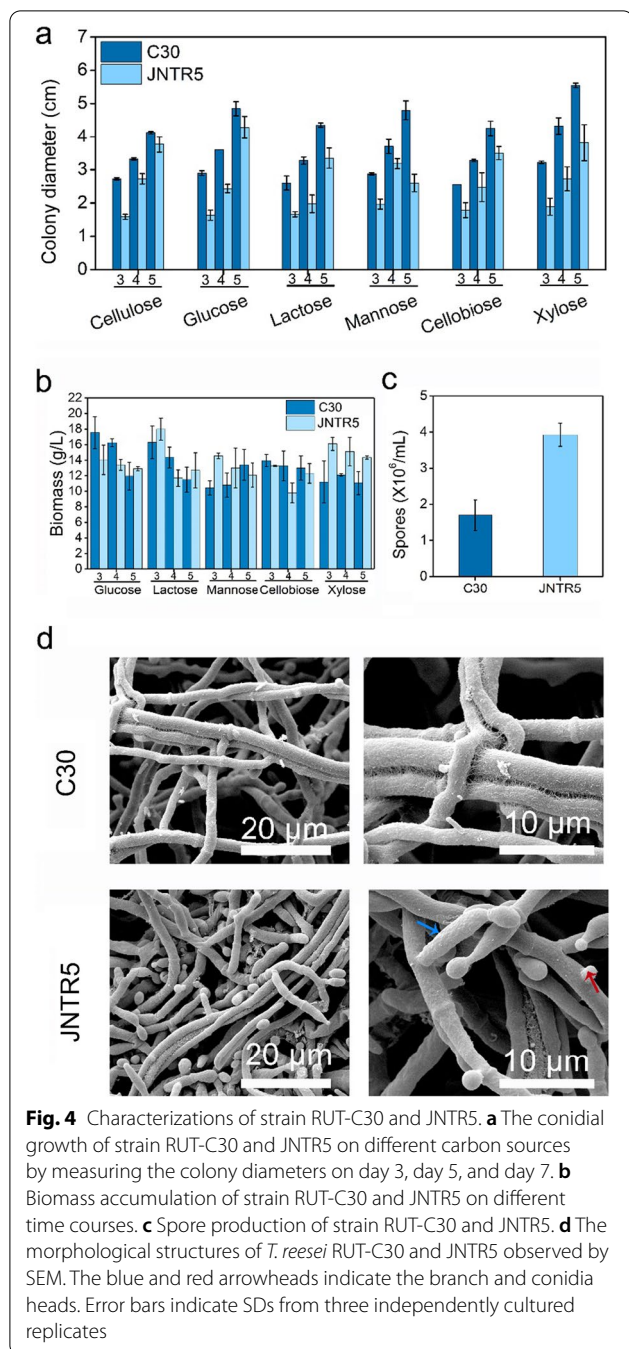 a
7
6
5
4
3
2
1
0
Colony diameter (cm)
C30
JNTR5
3 4 5 3 4 5 3 4 5 3 4 5 3 4 5 3 4 5
Cellulose Glucose Lactose Mannose Cellobiose Xylose
b
22
20
18
16
14
12
10
8
6
4
2
0
Biomass (g/L)
C30
JNTR5
3 4 5 3 4 5 3 4 5 3 4 5 3 4 5
Glucose Lactose Mannose Cellobiose Xylose
c
5
4
3
2
1
0
Spores (X10⁶/mL)
C30 JNTR5
d
C30
20 µm
10 µm
JNTR5
20 µm
10 µm
Fig. 4 Characterizations of strain RUT-C30 and JNTR5. a The conidial
growth of strain RUT-C30 and JNTR5 on different carbon sources
by measuring the colony diameters on day 3, day 5, and day 7. b
Biomass accumulation of strain RUT-C30 and JNTR5 on different
time courses. c Spore production of strain RUT-C30 and JNTR5. d The
morphological structures of T. reesei RUT-C30 and JNTR5 observed by
SEM. The blue and red arrowheads indicate the branch and conidia
heads. Error bars indicate SDs from three independently cultured
replicates